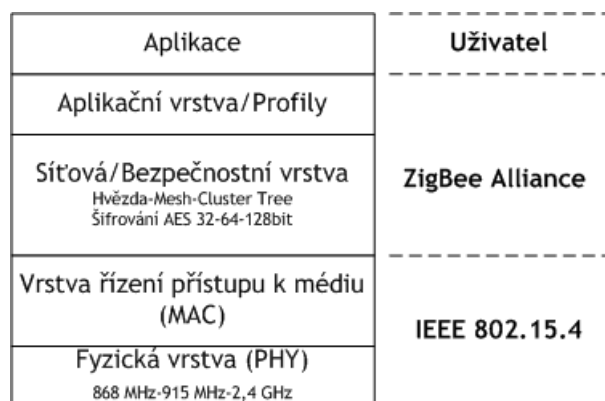 Aplikace
Uživatel
Aplikační vrstva/Profily
Síťová/Bezpečnostní vrstva
Hvězda-Mesh-Cluster Tree
Šifrování AES 32-64-128bit
ZigBee Alliance
Vrstva řízení přístupu k médiu
(MAC)
Fyzická vrstva (PHY)
868 MHz-915 MHz-2,4 GHz
IEEE 802.15.4